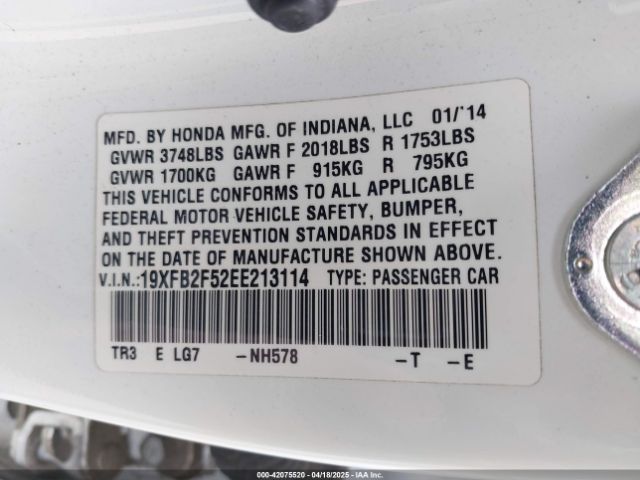 MFD. BY HONDA MFG. OF INDIANA, LLC 01/'14
GVWR 3748LBS GAWR F 2018LBS R 1753LBS
GVWR 1700KG GAWR F 915KG R 795KG
THIS VEHICLE CONFORMS TO ALL APPLICABLE
FEDERAL MOTOR VEHICLE SAFETY, BUMPER,
AND THEFT PREVENTION STANDARDS IN EFFECT
ON THE DATE OF MANUFACTURE SHOWN ABOVE.
V.I.N.:19XFB2F52EE213114 TYPE: PASSENGER CAR
TR3 E LG7 -NH578 -T -E
000-42075520 | 04/18/2025 | IAA Inc.